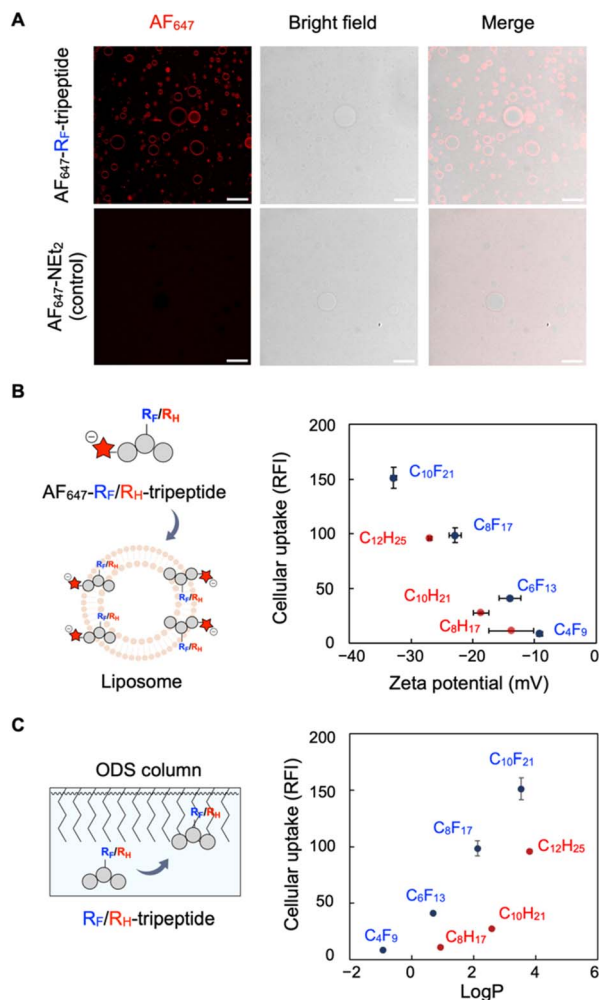 A
AF647
Bright field
Merge
AF647-RF-tripeptide
AF647-NEt2
(control)
B
RF/RH
AF647-RF/RH-tripeptide
RF/RH
RF/RH
RF/RH
RF/RH
Liposome
Cellular uptake (RFI)
200
150
100
50
0
C10F21
C8F17
C12H25
C6F13
C10H21
C8H17
C4F9
−40
−30
−20
−10
0
Zeta potential (mV)
C
ODS column
RF/RH
RF/RH
RF/RH-tripeptide
Cellular uptake (RFI)
200
150
100
50
0
C10F21
C8F17
C12H25
C6F13
C10H21
C4F9
C8H17
−2
0
2
4
6
LogP